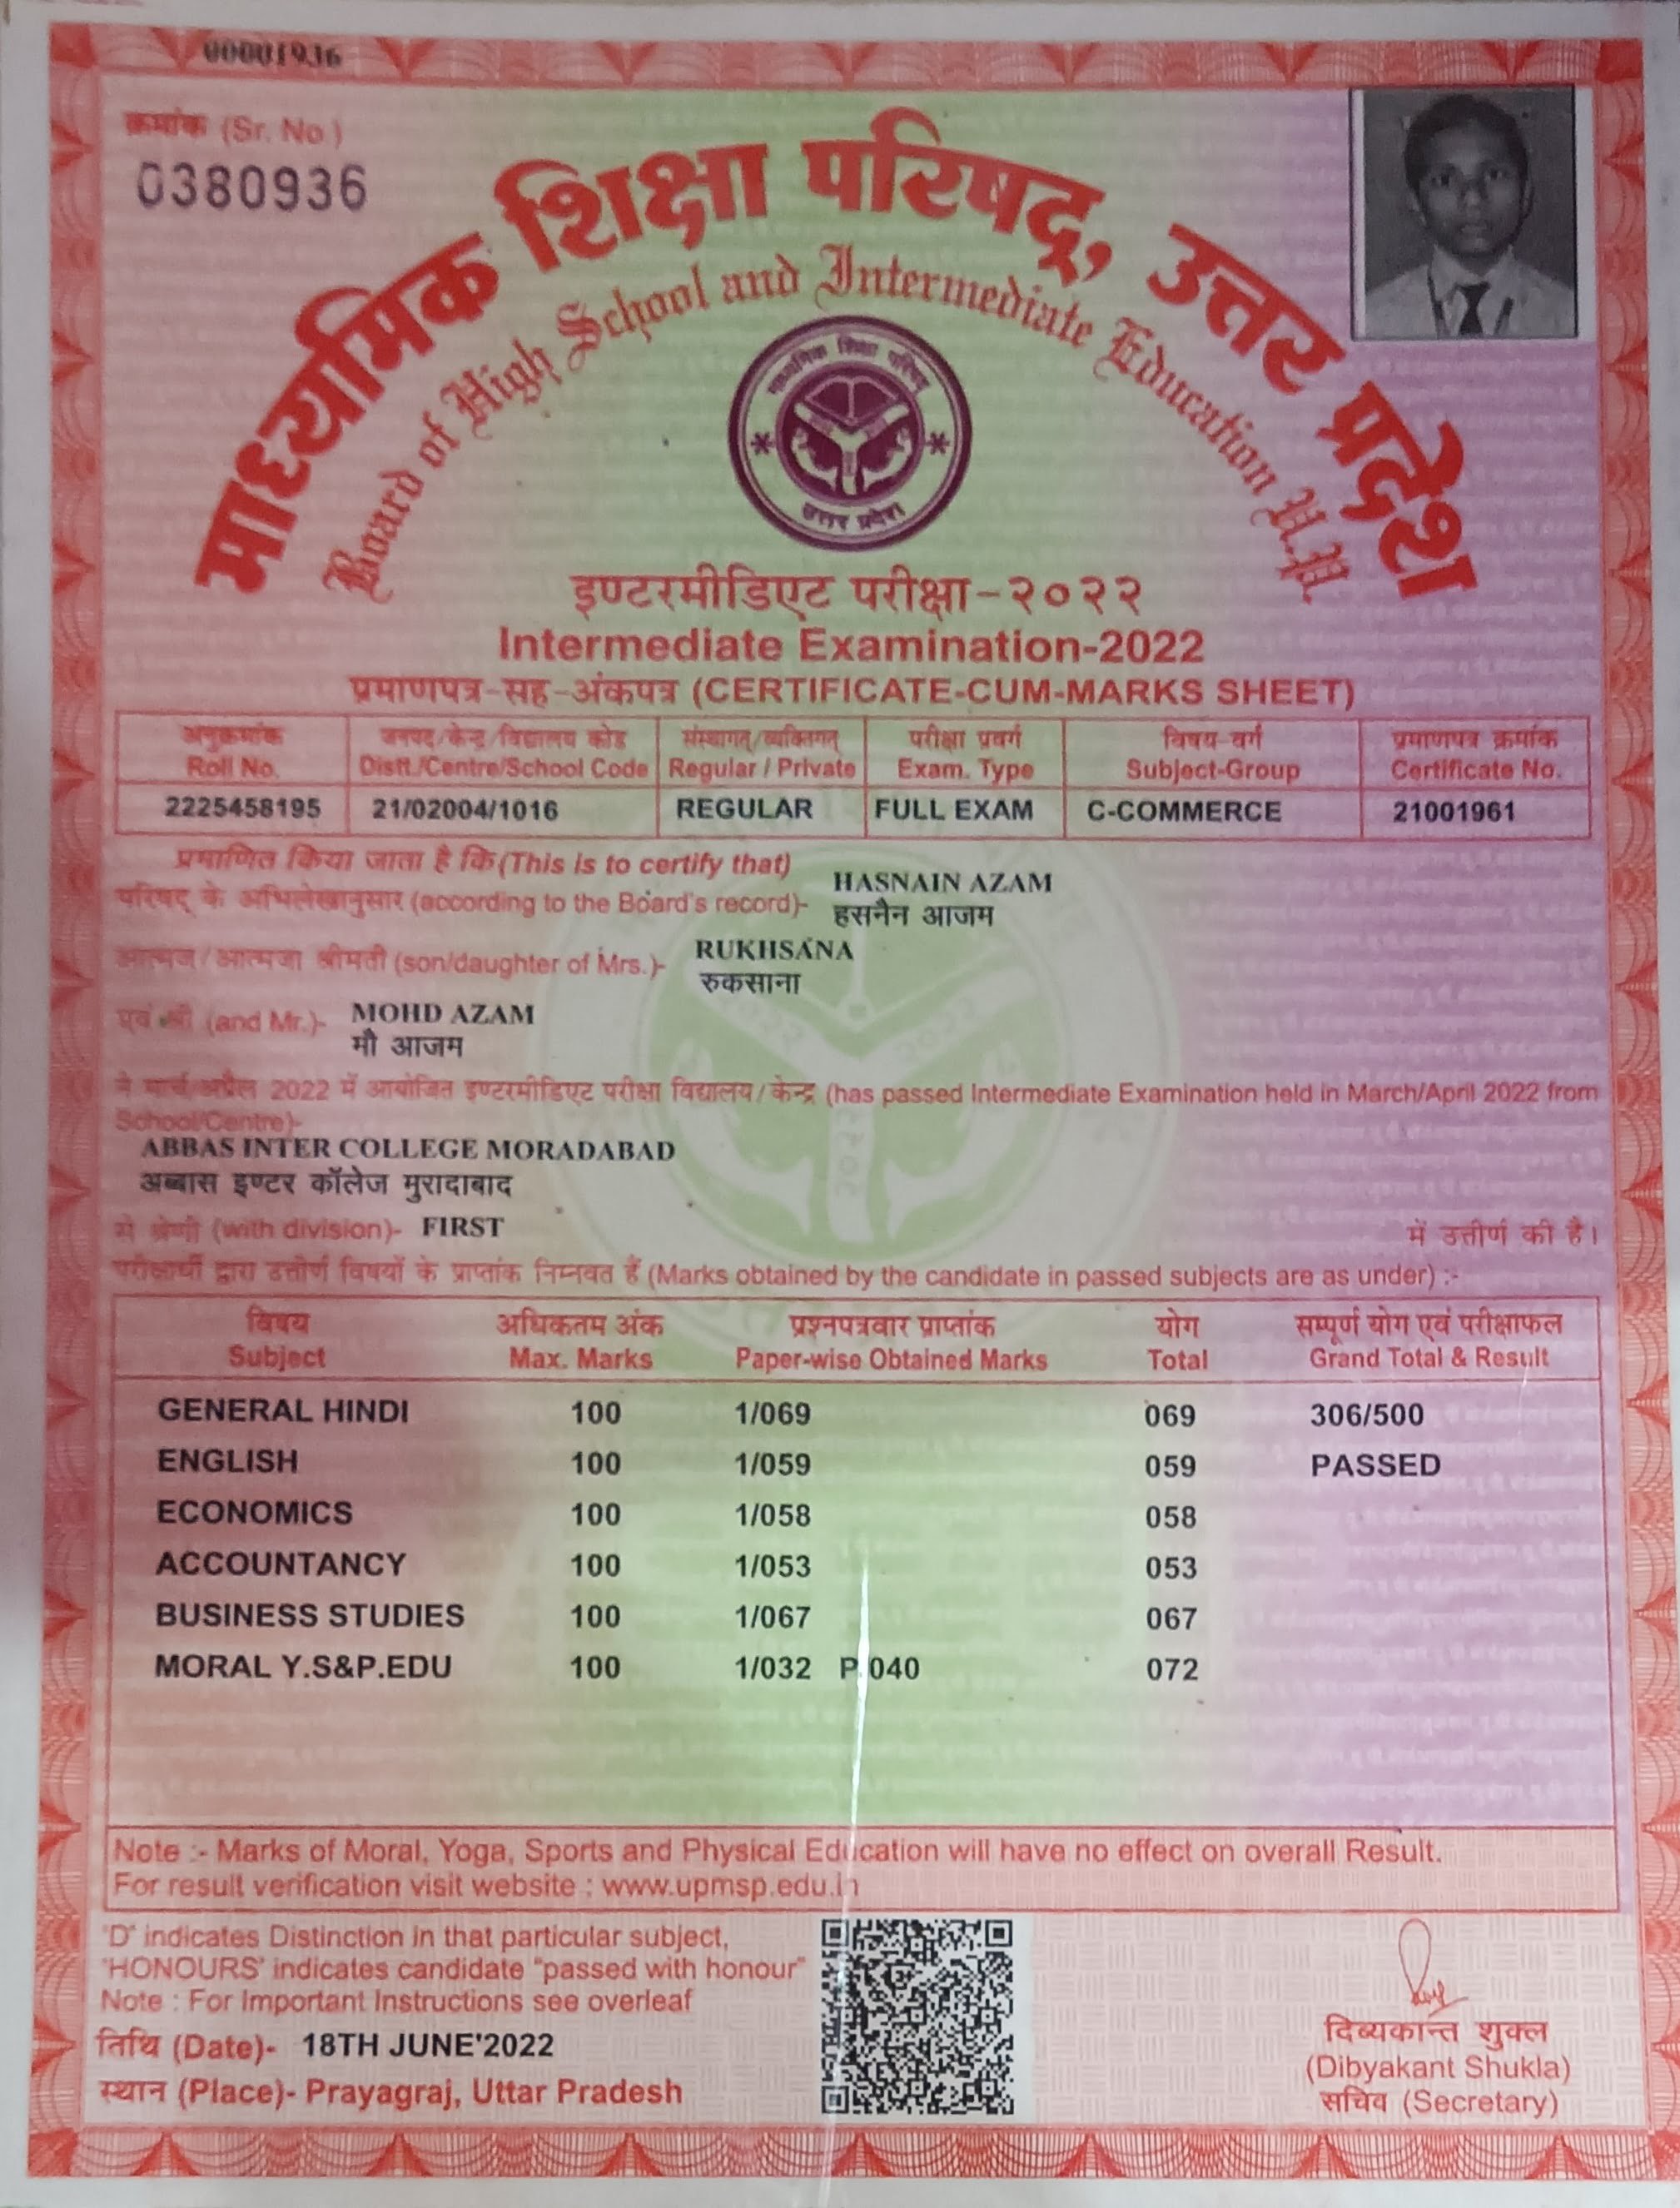 00001936
क्रमांक (Sr. No.)
0380936
माध्यमिक शिक्षा परिषद्, उत्तर प्रदेश
Board of High School and Intermediate Education U.P.
माध्यमिक शिक्षा परिषद्
उत्तर प्रदेश
इण्टरमीडिएट परीक्षा-२०२२
Intermediate Examination-2022
प्रमाणपत्र-सह-अंकपत्र (CERTIFICATE-CUM-MARKS SHEET)
अनुक्रमांक जनपद/केन्द्र/विद्यालय कोड संस्थागत/व्यक्तिगत परीक्षा प्रवर्ग विषय-वर्ग प्रमाणपत्र क्रमांक
Roll No. Distt./Centre/School Code Regular / Private Exam. Type Subject-Group Certificate No.
2225458195 21/02004/1016 REGULAR FULL EXAM C-COMMERCE 21001961
प्रमाणित किया जाता है कि (This is to certify that)
परिषद् के अभिलेखानुसार (according to the Board's record)- HASNAIN AZAM
हसनैन आजम
आत्मज/आत्मजा श्रीमती (son/daughter of Mrs.)- RUKHSANA
रुकसाना
एवं श्री (and Mr.)- MOHD AZAM
मौ आजम
ने मार्च/अप्रैल 2022 में आयोजित इण्टरमीडिएट परीक्षा विद्यालय/केन्द्र (has passed Intermediate Examination held in March/April 2022 from
School/Centre)-
ABBAS INTER COLLEGE MORADABAD
अब्बास इण्टर कॉलेज मुरादाबाद
से श्रेणी (with division)- FIRST में उत्तीर्ण की है।
परीक्षार्थी द्वारा उत्तीर्ण विषयों के प्राप्तांक निम्नवत हैं (Marks obtained by the candidate in passed subjects are as under) :-
विषय अधिकतम अंक प्रश्नपत्रवार प्राप्तांक योग सम्पूर्ण योग एवं परीक्षाफल
Subject Max. Marks Paper-wise Obtained Marks Total Grand Total & Result
GENERAL HINDI 100 1/069 069 306/500
ENGLISH 100 1/059 059 PASSED
ECONOMICS 100 1/058 058
ACCOUNTANCY 100 1/053 053
BUSINESS STUDIES 100 1/067 067
MORAL Y.S&P.EDU 100 1/032 P/040 072
Note :- Marks of Moral, Yoga, Sports and Physical Education will have no effect on overall Result.
For result verification visit website : www.upmsp.edu.in
'D' indicates Distinction in that particular subject,
'HONOURS' indicates candidate "passed with honour"
Note : For Important Instructions see overleaf
तिथि (Date)- 18TH JUNE'2022
स्थान (Place)- Prayagraj, Uttar Pradesh
दिब्यकान्त शुक्ल
(Dibyakant Shukla)
सचिव (Secretary)